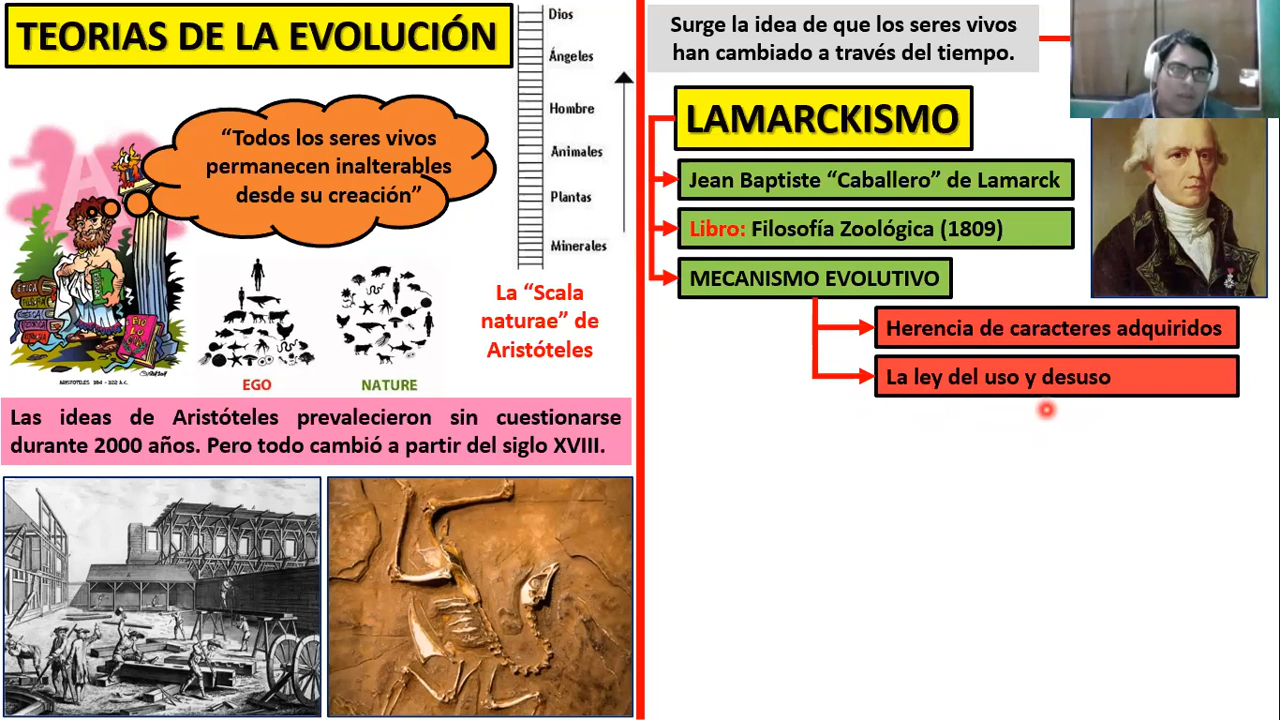 TEORIAS DE LA EVOLUCIÓN
“Todos los seres vivos
permanecen inalterables
desde su creación”
Dios
Ángeles
Hombre
Animales
Plantas
Minerales
La “Scala
naturae” de
Aristóteles
EGO
NATURE
ARISTOTELES 384 - 322 A.C.
Las ideas de Aristóteles prevalecieron sin cuestionarse
durante 2000 años. Pero todo cambió a partir del siglo XVIII.
Surge la idea de que los seres vivos
han cambiado a través del tiempo.
LAMARCKISMO
Jean Baptiste “Caballero” de Lamarck
Libro: Filosofía Zoológica (1809)
MECANISMO EVOLUTIVO
Herencia de caracteres adquiridos
La ley del uso y desuso